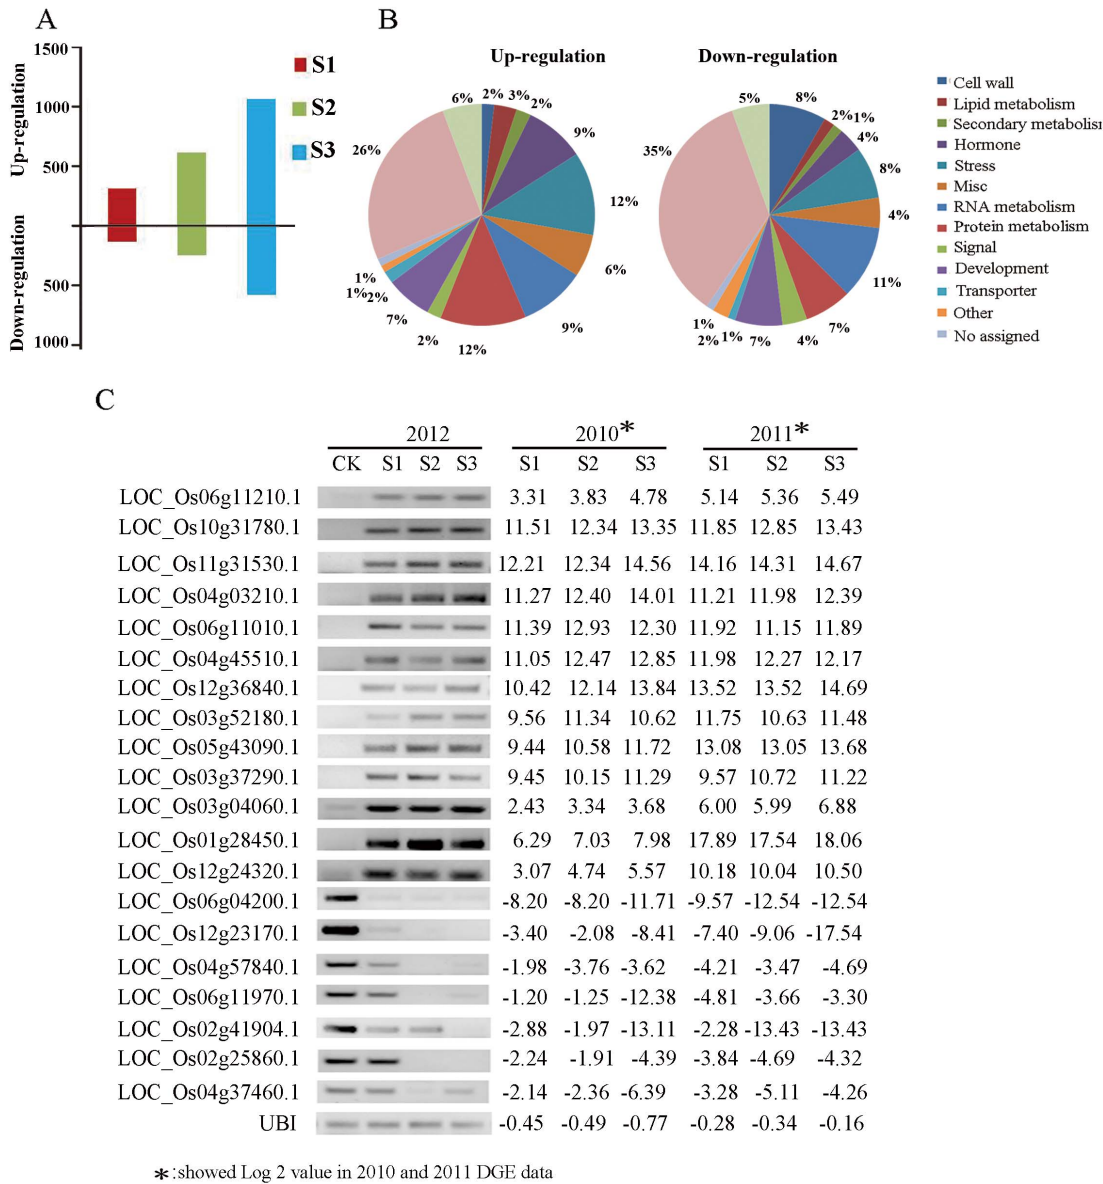 A
B
1500
1000
500
500
1000
Up-regulation
Down-regulation
S1
S2
S3
Up-regulation
Down-regulation
6% 2% 3% 2%
9%
12%
6%
9%
12%
2%
7%
2%
1%
1%
26%
5% 8%
2% 1%
4%
8%
4%
11%
7%
4%
7%
1%
2%
1%
35%
Cell wall
Lipid metabolism
Secondary metabolisi
Hormone
Stress
Misc
RNA metabolism
Protein metabolism
Signal
Development
Transporter
Other
No assigned
C
2012 2010* 2011*
CK S1 S2 S3 S1 S2 S3 S1 S2 S3
LOC_Os06g11210.1 3.31 3.83 4.78 5.14 5.36 5.49
LOC_Os10g31780.1 11.51 12.34 13.35 11.85 12.85 13.43
LOC_Os11g31530.1 12.21 12.34 14.56 14.16 14.31 14.67
LOC_Os04g03210.1 11.27 12.40 14.01 11.21 11.98 12.39
LOC_Os06g11010.1 11.39 12.93 12.30 11.92 11.15 11.89
LOC_Os04g45510.1 11.05 12.47 12.85 11.98 12.27 12.17
LOC_Os12g36840.1 10.42 12.14 13.84 13.52 13.52 14.69
LOC_Os03g52180.1 9.56 11.34 10.62 11.75 10.63 11.48
LOC_Os05g43090.1 9.44 10.58 11.72 13.08 13.05 13.68
LOC_Os03g37290.1 9.45 10.15 11.29 9.57 10.72 11.22
LOC_Os03g04060.1 2.43 3.34 3.68 6.00 5.99 6.88
LOC_Os01g28450.1 6.29 7.03 7.98 17.89 17.54 18.06
LOC_Os12g24320.1 3.07 4.74 5.57 10.18 10.04 10.50
LOC_Os06g04200.1 -8.20 -8.20 -11.71 -9.57 -12.54 -12.54
LOC_Os12g23170.1 -3.40 -2.08 -8.41 -7.40 -9.06 -17.54
LOC_Os04g57840.1 -1.98 -3.76 -3.62 -4.21 -3.47 -4.69
LOC_Os06g11970.1 -1.20 -1.25 -12.38 -4.81 -3.66 -3.30
LOC_Os02g41904.1 -2.88 -1.97 -13.11 -2.28 -13.43 -13.43
LOC_Os02g25860.1 -2.24 -1.91 -4.39 -3.84 -4.69 -4.32
LOC_Os04g37460.1 -2.14 -2.36 -6.39 -3.28 -5.11 -4.26
UBI -0.45 -0.49 -0.77 -0.28 -0.34 -0.16
*:showed Log 2 value in 2010 and 2011 DGE data